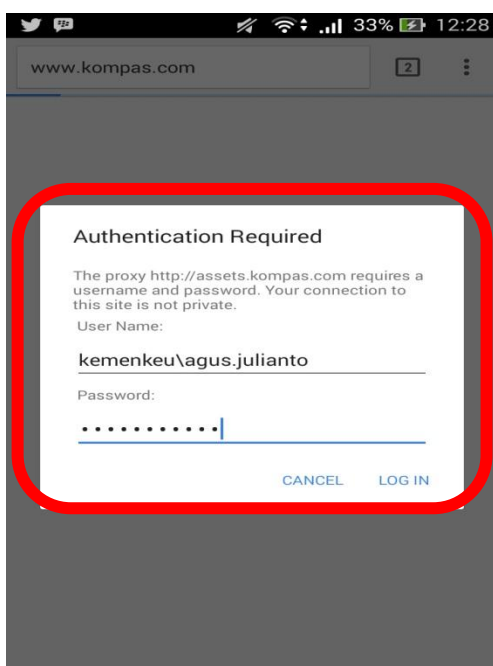 33% 12:28
www.kompas.com 2
Authentication Required
The proxy http://assets.kompas.com requires a
username and password. Your connection to
this site is not private.
User Name:
kemenkeu\agus.julianto
Password:
•••••••••••
CANCEL LOG IN